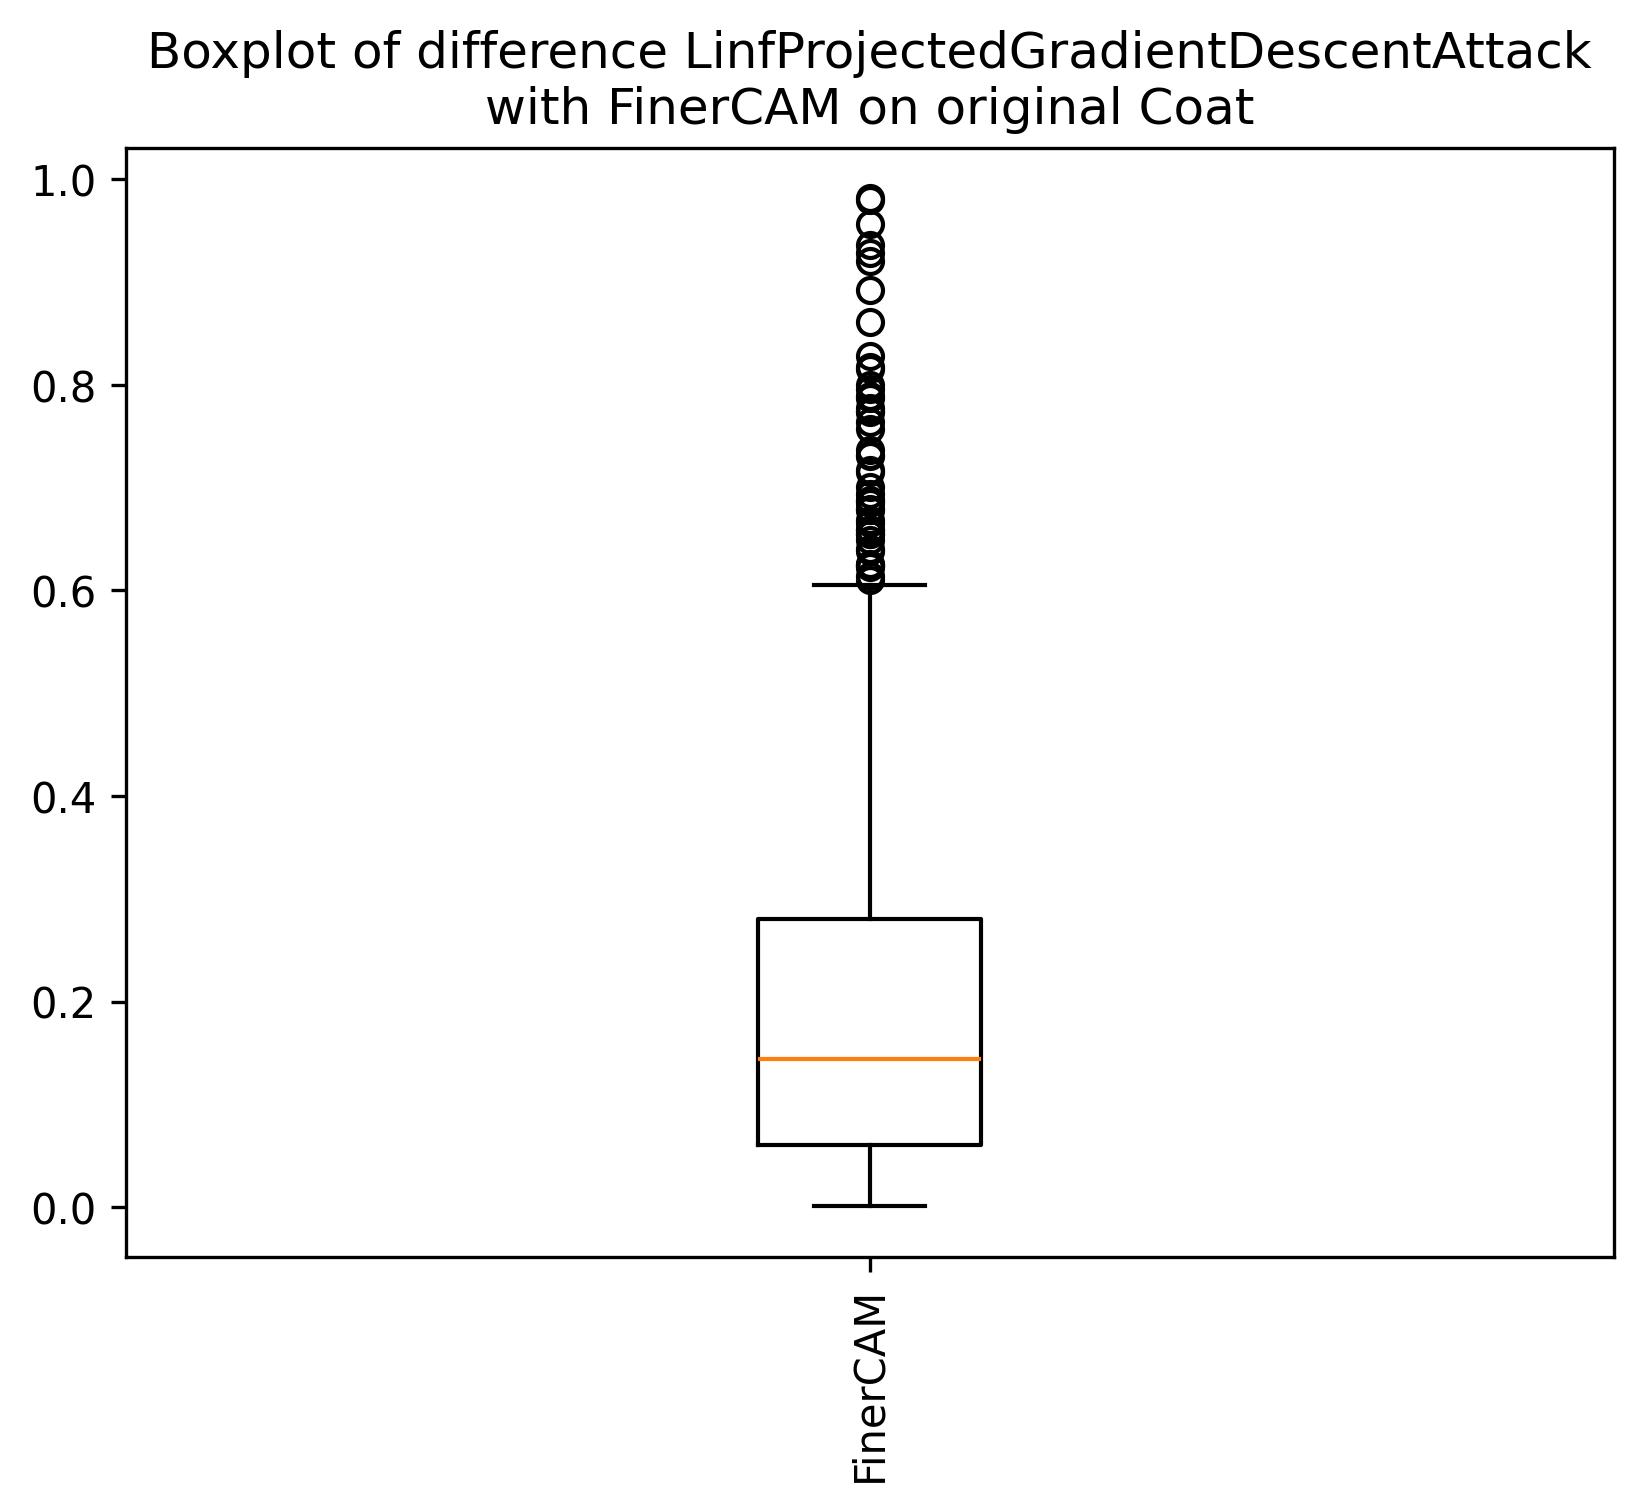 Boxplot of difference LinfProjectedGradientDescentAttack
with FinerCAM on original Coat
1.0
0.8
0.6
0.4
0.2
0.0
FinerCAM